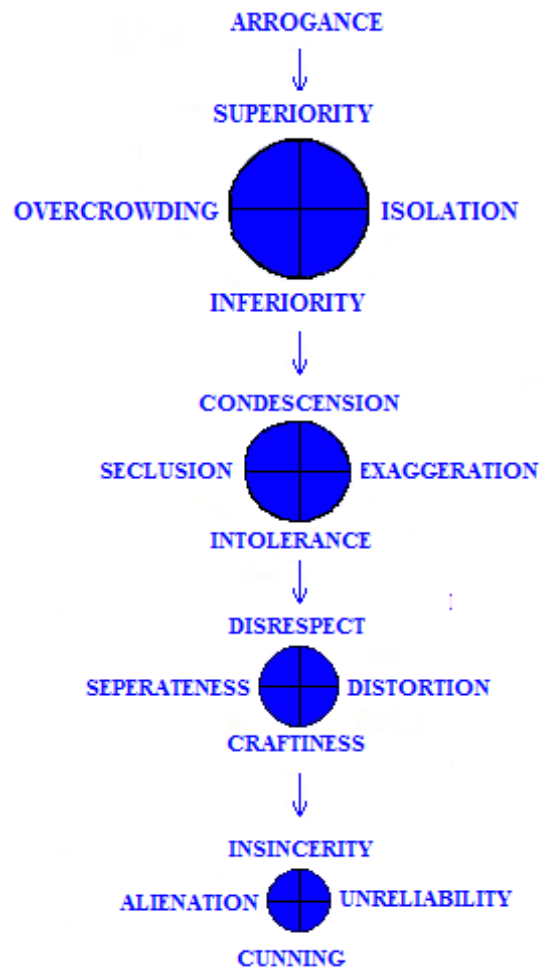 ARROGANCE
SUPERIORITY
OVERCROWDING ISOLATION
INFERIORITY
CONDESCENSION
SECLUSION EXAGGERATION
INTOLERANCE
DISRESPECT
SEPERATENESS DISTORTION
CRAFTINESS
INSINCERITY
ALIENATION UNRELIABILITY
CUNNING